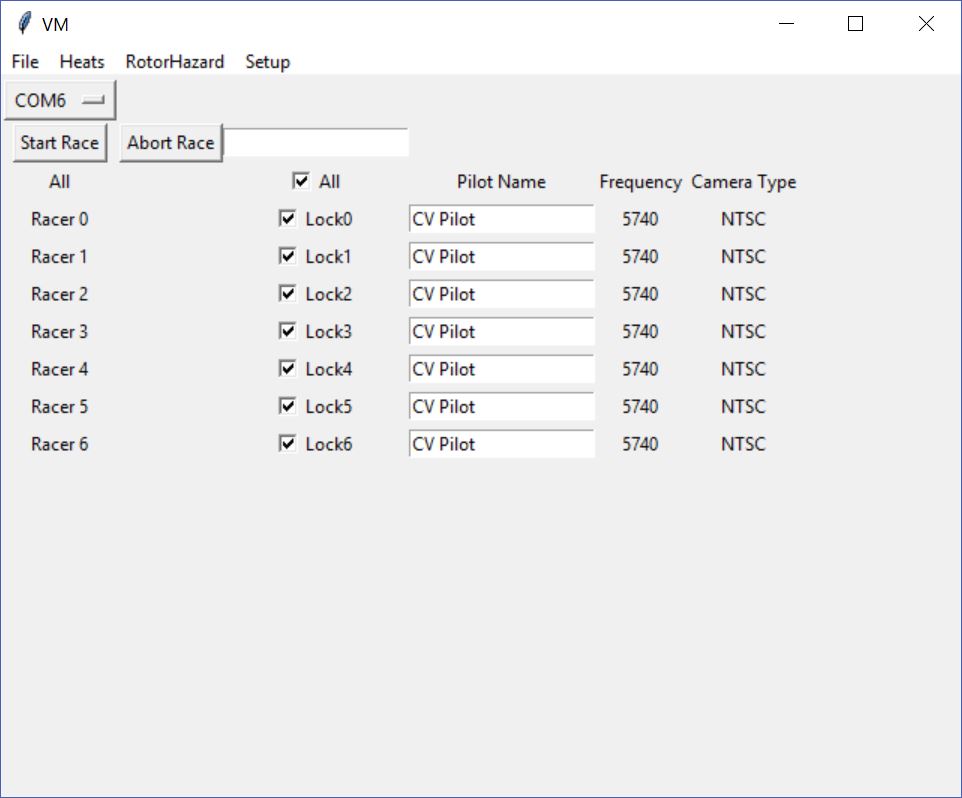 VM
File Heats RotorHazard Setup
COM6
Start Race Abort Race
All All Pilot Name Frequency Camera Type
Racer 0 Lock0 CV Pilot 5740 NTSC
Racer 1 Lock1 CV Pilot 5740 NTSC
Racer 2 Lock2 CV Pilot 5740 NTSC
Racer 3 Lock3 CV Pilot 5740 NTSC
Racer 4 Lock4 CV Pilot 5740 NTSC
Racer 5 Lock5 CV Pilot 5740 NTSC
Racer 6 Lock6 CV Pilot 5740 NTSC